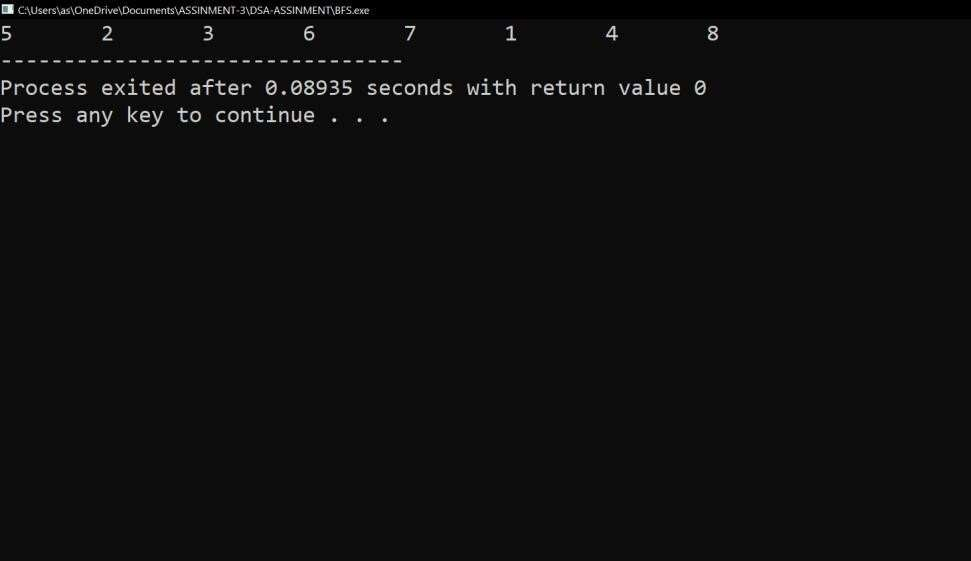 C:\Users\as\OneDrive\Documents\ASSINMENT-3\DSA-ASSINMENT\BFS.exe
5 2 3 6 7 1 4 8
--------------------------------
Process exited after 0.08935 seconds with return value 0
Press any key to continue . . .